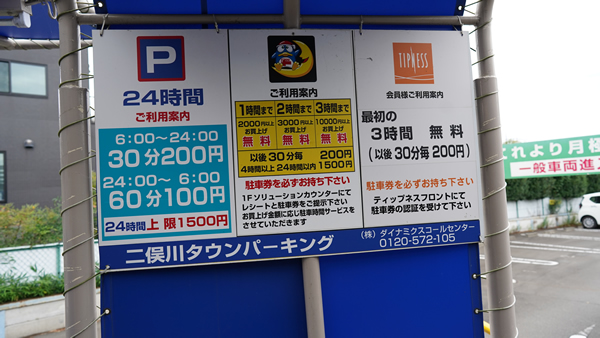 P
24時間
ご利用案内
6:00～24:00
30分200円
24:00～ 6:00
60分100円
24時間上 限1500円
ご利用案内
1時間まで 2時間まで 3時間まで
2000円以上 3000円以上 10000円以上
お買上げ お買上げ お買上げ
無料 無料 無料
以後 30分毎 200円
4時間以上 24時間以内 1500円
駐車券を必ずお持ち下さい
1Fソリューションカウンターにて
レシートと駐車券をご提示下さい
お買上げ金額に応じ駐車時間サービスを
させていただきます
TIPNESS
会員様ご利用案内
最初の
3時間 無料
(以後30分毎 200円)
駐車券を必ずお持ち下さい
ティップネスフロントにて
駐車券の認証を受けて下さい
二俣川タウンパーキング
(株) ダイナミクスコールセンター
0120-572-105
れより月極
一般車両進